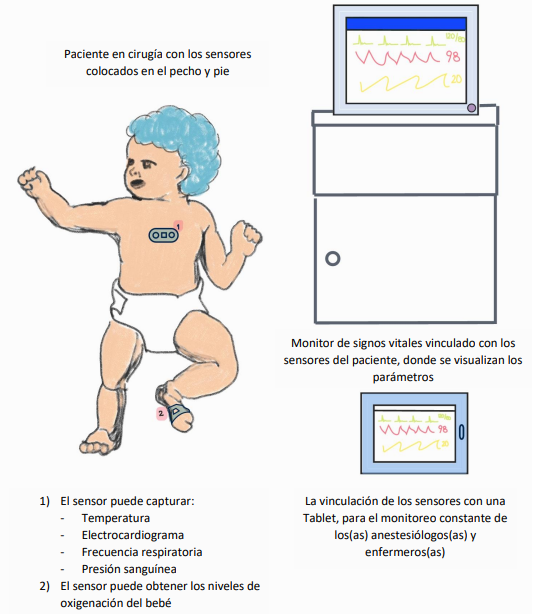 Paciente en cirugía con los sensores
colocados en el pecho y pie
120/80
98
20
1
2
Monitor de signos vitales vinculado con los
sensores del paciente, donde se visualizan los
parámetros
98
20
1) El sensor puede capturar:
- Temperatura
- Electrocardiograma
- Frecuencia respiratoria
- Presión sanguínea
2) El sensor puede obtener los niveles de
oxigenación del bebé
La vinculación de los sensores con una
Tablet, para el monitoreo constante de
los(as) anestesiólogos(as) y
enfermeros(as)